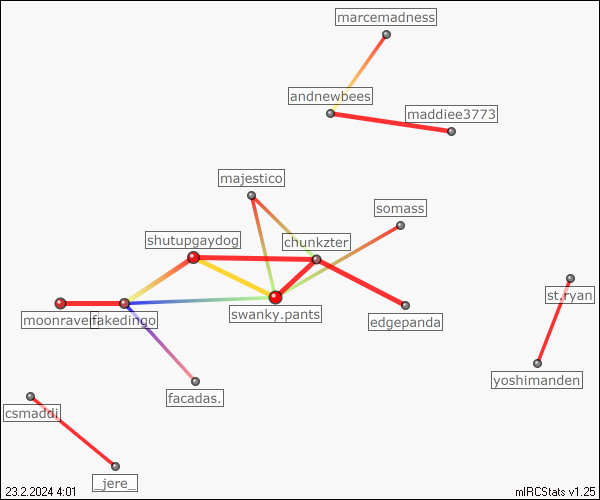 marcemadness
andnewbees
maddiee3773
majestico
somass
shutupgaydog
chunkzter
st.ryan
swanky.pants
edgepanda
fakedingo
yoshimanden
facadas.
csmaddi
_jere_
23.2.2024 4:01
mIRCStats v1.25